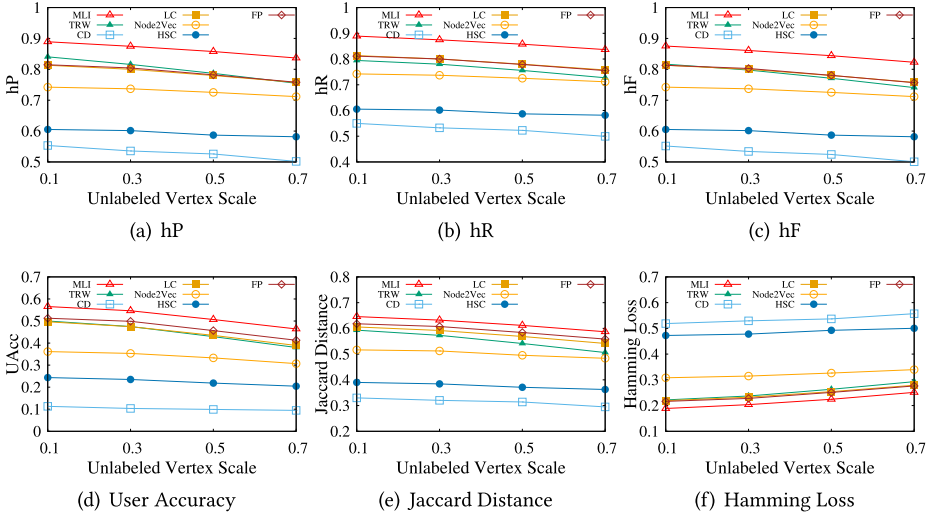 MLI LC FP
TRW Node2Vec
CD HSC
1
0.9
0.8
0.7
0.6
0.5
hP
0.1 0.3 0.5 0.7
Unlabeled Vertex Scale
(a) hP
MLI LC FP
TRW Node2Vec
CD HSC
1
0.9
0.8
0.7
0.6
0.5
0.4
hR
0.1 0.3 0.5 0.7
Unlabeled Vertex Scale
(b) hR
MLI LC FP
TRW Node2Vec
CD HSC
1
0.9
0.8
0.7
0.6
0.5
hF
0.1 0.3 0.5 0.7
Unlabeled Vertex Scale
(c) hF
MLI LC FP
TRW Node2Vec
CD HSC
0.7
0.6
0.5
0.4
0.3
0.2
0.1
0
UAcc
0.1 0.3 0.5 0.7
Unlabeled Vertex Scale
(d) User Accuracy
MLI LC FP
TRW Node2Vec
CD HSC
0.8
0.7
0.6
0.5
0.4
0.3
0.2
Jaccard Distance
0.1 0.3 0.5 0.7
Unlabeled Vertex Scale
(e) Jaccard Distance
MLI LC FP
TRW Node2Vec
CD HSC
0.7
0.6
0.5
0.4
0.3
0.2
0.1
Hamming Loss
0.1 0.3 0.5 0.7
Unlabeled Vertex Scale
(f) Hamming Loss